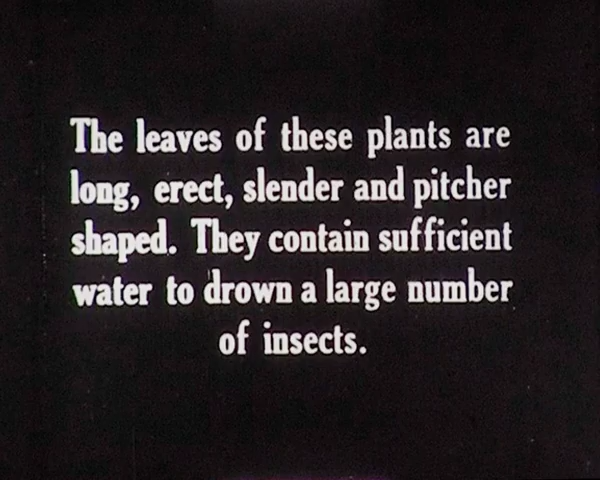 The leaves of these plants are
long, erect, slender and pitcher
shaped. They contain sufficient
water to drown a large number
of insects.